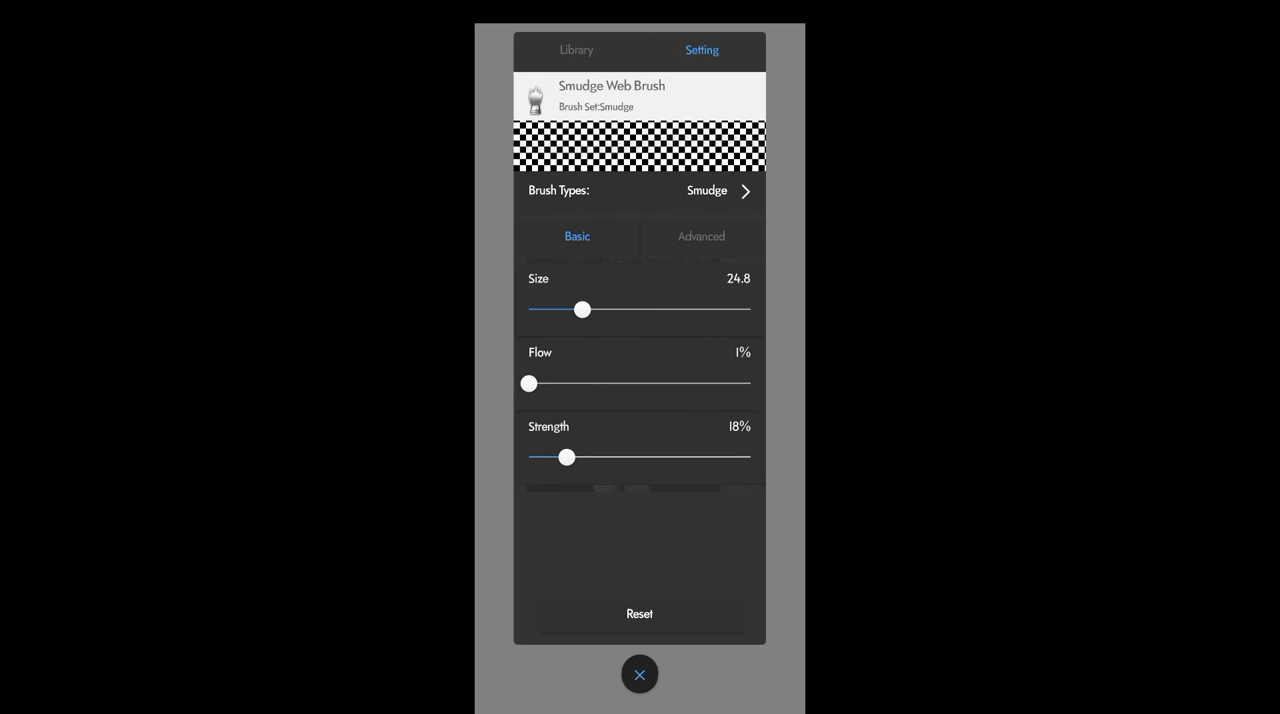 Library Setting
Smudge Web Brush
Brush Set:Smudge
Brush Types: Smudge
Basic Advanced
Size 24.8
Flow 1%
Strength 18%
Reset